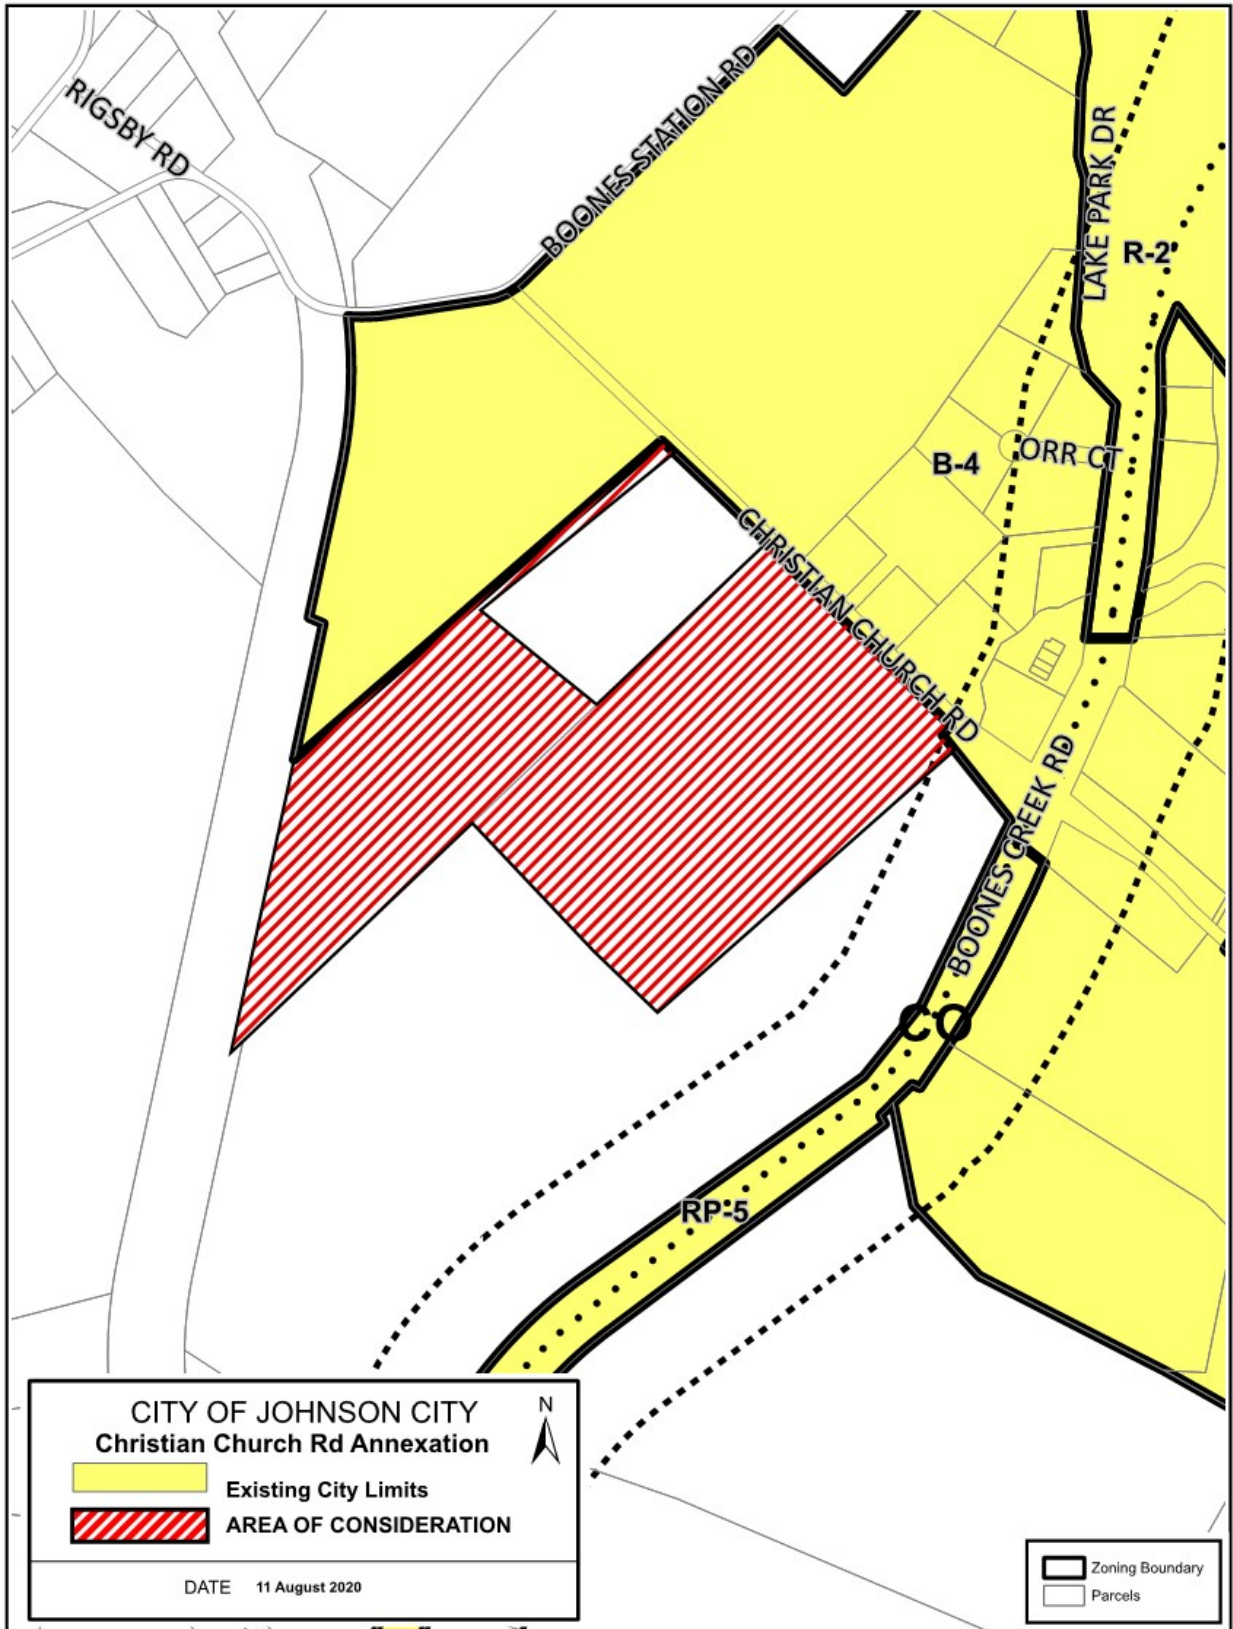 RIGSBY RD
BOONES STATION RD
LAKE PARK DR
R-2
ORR CT
B-4
CHRISTIAN CHURCH RD
BOONES CREEK RD
CO
RP-5
CITY OF JOHNSON CITY
Christian Church Rd Annexation
N
Existing City Limits
AREA OF CONSIDERATION
DATE 11 August 2020
Zoning Boundary
Parcels